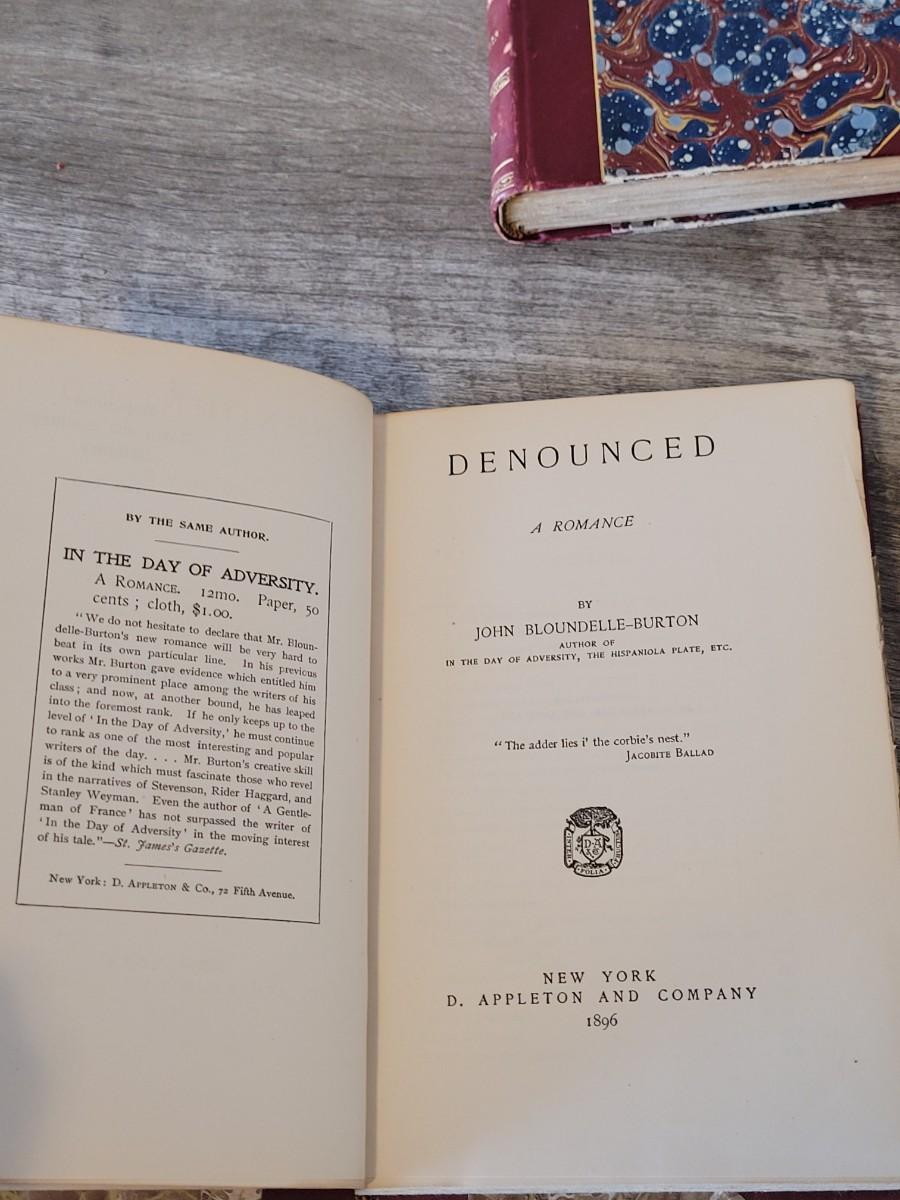 BY THE SAME AUTHOR.
IN THE DAY OF ADVERSITY.
A ROMANCE. 12mo. Paper, 50
cents ; cloth, $1.00.
"We do not hesitate to declare that Mr. Bloun-
delle-Burton's new romance will be very hard to
beat in its own particular line. In his previous
works Mr. Burton gave evidence which entitled him
to a very prominent place among the writers of his
class ; and now, at another bound, he has leaped
into the foremost rank. If he only keeps up to the
level of 'In the Day of Adversity,' he must continue
to rank as one of the most interesting and popular
writers of the day. . . . Mr. Burton's creative skill
is of the kind which must fascinate those who revel
in the narratives of Stevenson, Rider Haggard, and
Stanley Weyman. Even the author of 'A Gentle-
man of France' has not surpassed the writer of
'In the Day of Adversity' in the moving interest
of his tale."—St. James's Gazette.
New York : D. APPLETON & CO., 72 Fifth Avenue.
DENOUNCED
A ROMANCE
BY
JOHN BLOUNDELLE-BURTON
AUTHOR OF
IN THE DAY OF ADVERSITY, THE HISPANIOLA PLATE, ETC.
"The adder lies i' the corbie's nest."
JACOBITE BALLAD
INTER
FOLIA
FRUCTUS
NEW YORK
D. APPLETON AND COMPANY
1896